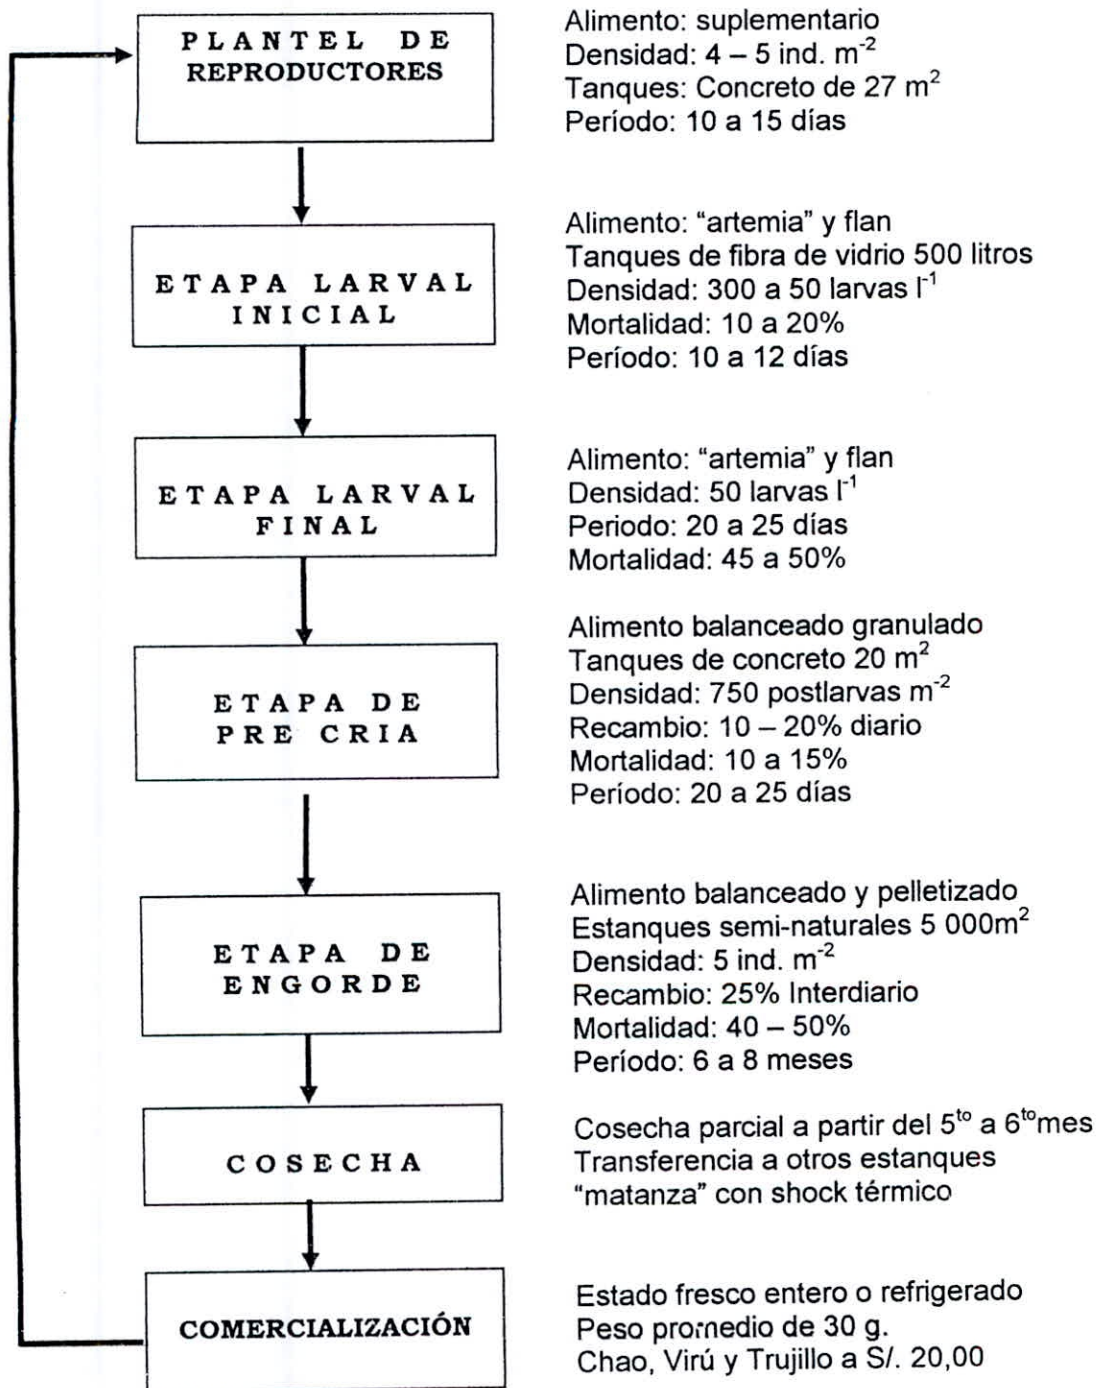 PLANTEL DE
REPRODUCTORES
Alimento: suplementario
Densidad: 4 – 5 ind. m⁻²
Tanques: Concreto de 27 m²
Período: 10 a 15 días
ETAPA LARVAL
INICIAL
Alimento: “artemia” y flan
Tanques de fibra de vidrio 500 litros
Densidad: 300 a 50 larvas l⁻¹
Mortalidad: 10 a 20%
Período: 10 a 12 días
ETAPA LARVAL
FINAL
Alimento: “artemia” y flan
Densidad: 50 larvas l⁻¹
Periodo: 20 a 25 días
Mortalidad: 45 a 50%
ETAPA DE
PRE CRIA
Alimento balanceado granulado
Tanques de concreto 20 m²
Densidad: 750 postlarvas m⁻²
Recambio: 10 – 20% diario
Mortalidad: 10 a 15%
Período: 20 a 25 días
ETAPA DE
ENGORDE
Alimento balanceado y pelletizado
Estanques semi-naturales 5 000m²
Densidad: 5 ind. m⁻²
Recambio: 25% Interdiario
Mortalidad: 40 – 50%
Período: 6 a 8 meses
COSECHA
Cosecha parcial a partir del 5ᵗᵒ a 6ᵗᵒmes
Transferencia a otros estanques
“matanza” con shock térmico
COMERCIALIZACIÓN
Estado fresco entero o refrigerado
Peso promedio de 30 g.
Chao, Virú y Trujillo a S/. 20,00